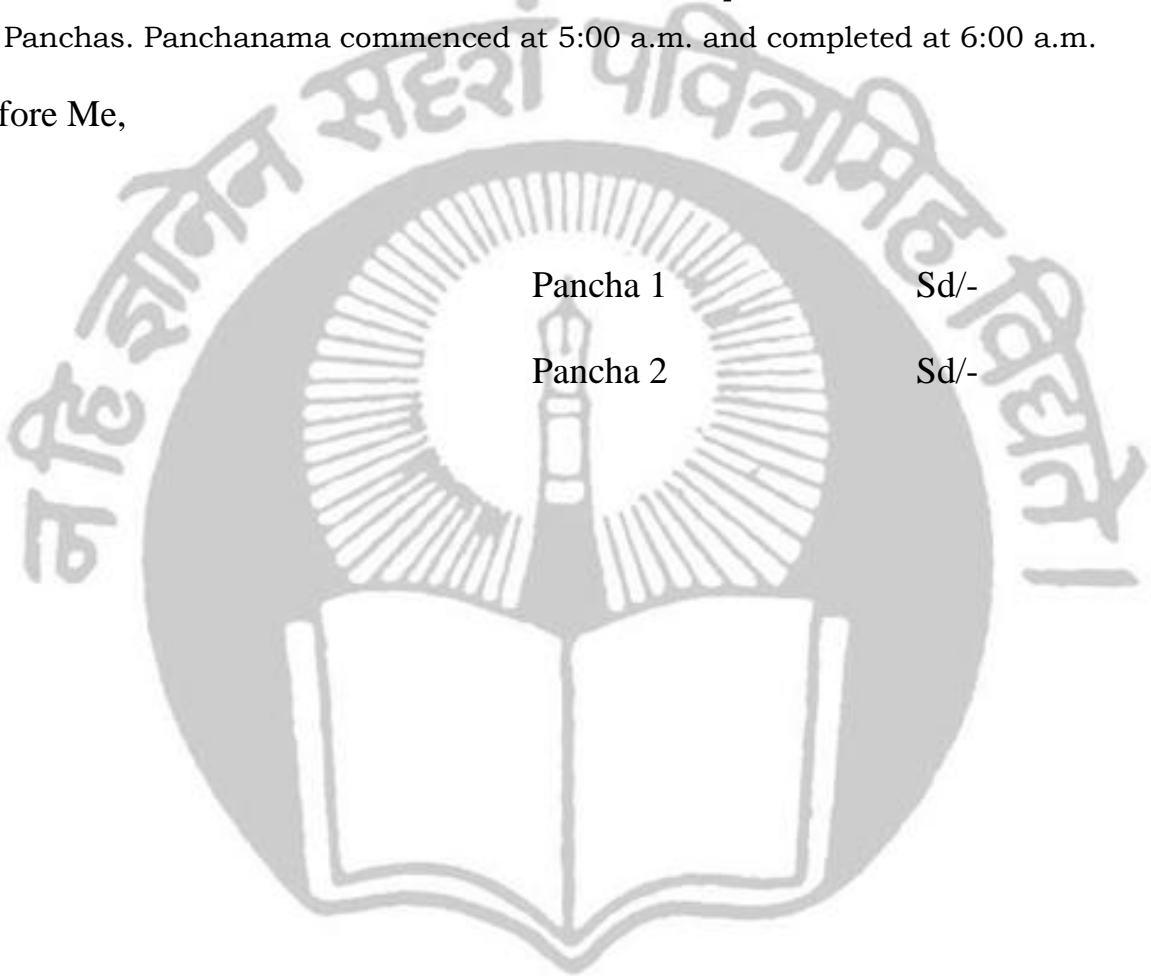 Panchas. Panchanama commenced at 5:00 a.m. and completed at 6:00 a.m.
fore Me,
न हि ज्ञानेन सदृशं पवित्रमिह विद्यते।
Pancha 1 Sd/-
Pancha 2 Sd/-